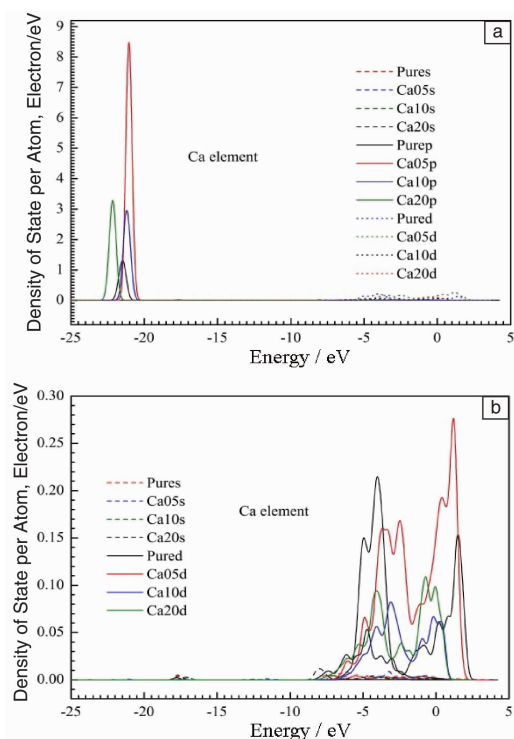 a
9
8
7
6
5
4
3
2
1
0
Density of State per Atom, Electron/eV
Ca element
Pures
Ca05s
Ca10s
Ca20s
Purep
Ca05p
Ca10p
Ca20p
Pured
Ca05d
Ca10d
Ca20d
-25 -20 -15 -10 -5 0 5
Energy / eV
b
0.30
0.25
0.20
0.15
0.10
0.05
0.00
Density of State per Atom, Electron/eV
Ca element
Pures
Ca05s
Ca10s
Ca20s
Pured
Ca05d
Ca10d
Ca20d
-25 -20 -15 -10 -5 0 5
Energy / eV